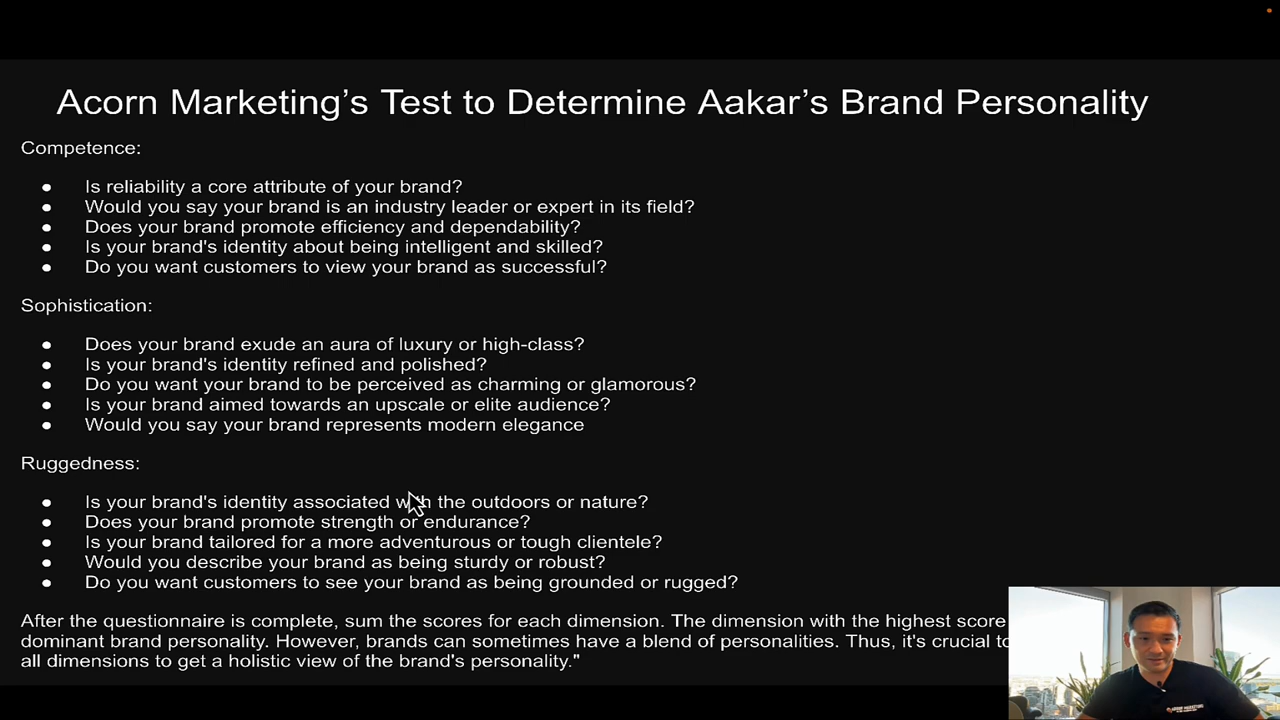 Acorn Marketing's Test to Determine Aakar's Brand Personality
Competence:
● Is reliability a core attribute of your brand?
● Would you say your brand is an industry leader or expert in its field?
● Does your brand promote efficiency and dependability?
● Is your brand's identity about being intelligent and skilled?
● Do you want customers to view your brand as successful?
Sophistication:
● Does your brand exude an aura of luxury or high-class?
● Is your brand's identity refined and polished?
● Do you want your brand to be perceived as charming or glamorous?
● Is your brand aimed towards an upscale or elite audience?
● Would you say your brand represents modern elegance
Ruggedness:
● Is your brand's identity associated with the outdoors or nature?
● Does your brand promote strength or endurance?
● Is your brand tailored for a more adventurous or tough clientele?
● Would you describe your brand as being sturdy or robust?
● Do you want customers to see your brand as being grounded or rugged?
After the questionnaire is complete, sum the scores for each dimension. The dimension with the highest score
dominant brand personality. However, brands can sometimes have a blend of personalities. Thus, it's crucial to
all dimensions to get a holistic view of the brand's personality."